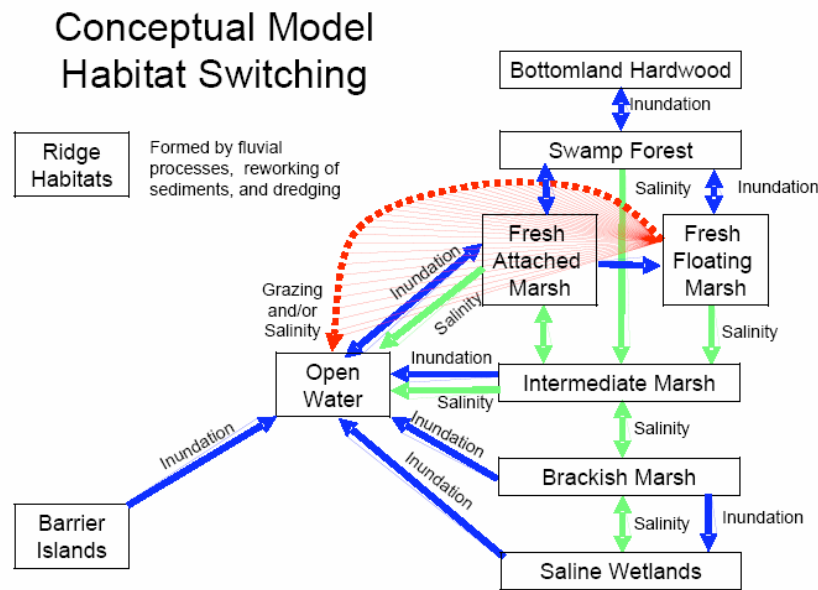 Conceptual Model
Habitat Switching
Bottomland Hardwood
Inundation
Ridge
Habitats
Formed by fluvial
processes, reworking of
sediments, and dredging
Swamp Forest
Salinity
Inundation
Fresh
Attached
Marsh
Fresh
Floating
Marsh
Inundation
Salinity
Grazing
and/or
Salinity
Salinity
Open
Water
Inundation
Salinity
Intermediate Marsh
Inundation
Salinity
Inundation
Brackish Marsh
Inundation
Barrier
Islands
Salinity
Inundation
Saline Wetlands